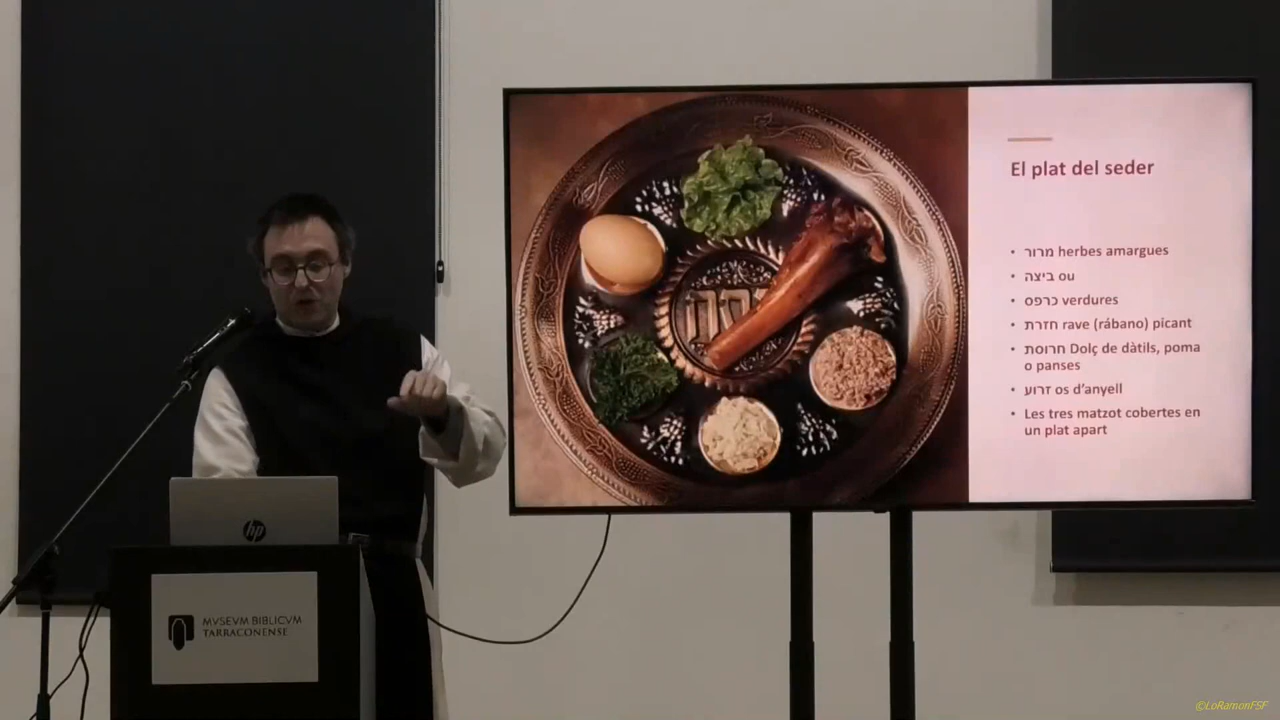 El plat del seder
• מרור herbes amargues
• ביצה ou
• כרפס verdures
• חזרת rave (rábano) picant
• חרוסת Dolç de dàtils, poma
o panses
• זרוע os d'anyell
• Les tres matzot cobertes en
un plat apart
פסח
hp
MVSEVM BIBLICVM
TARRACONENSE
©LoRamonFSF